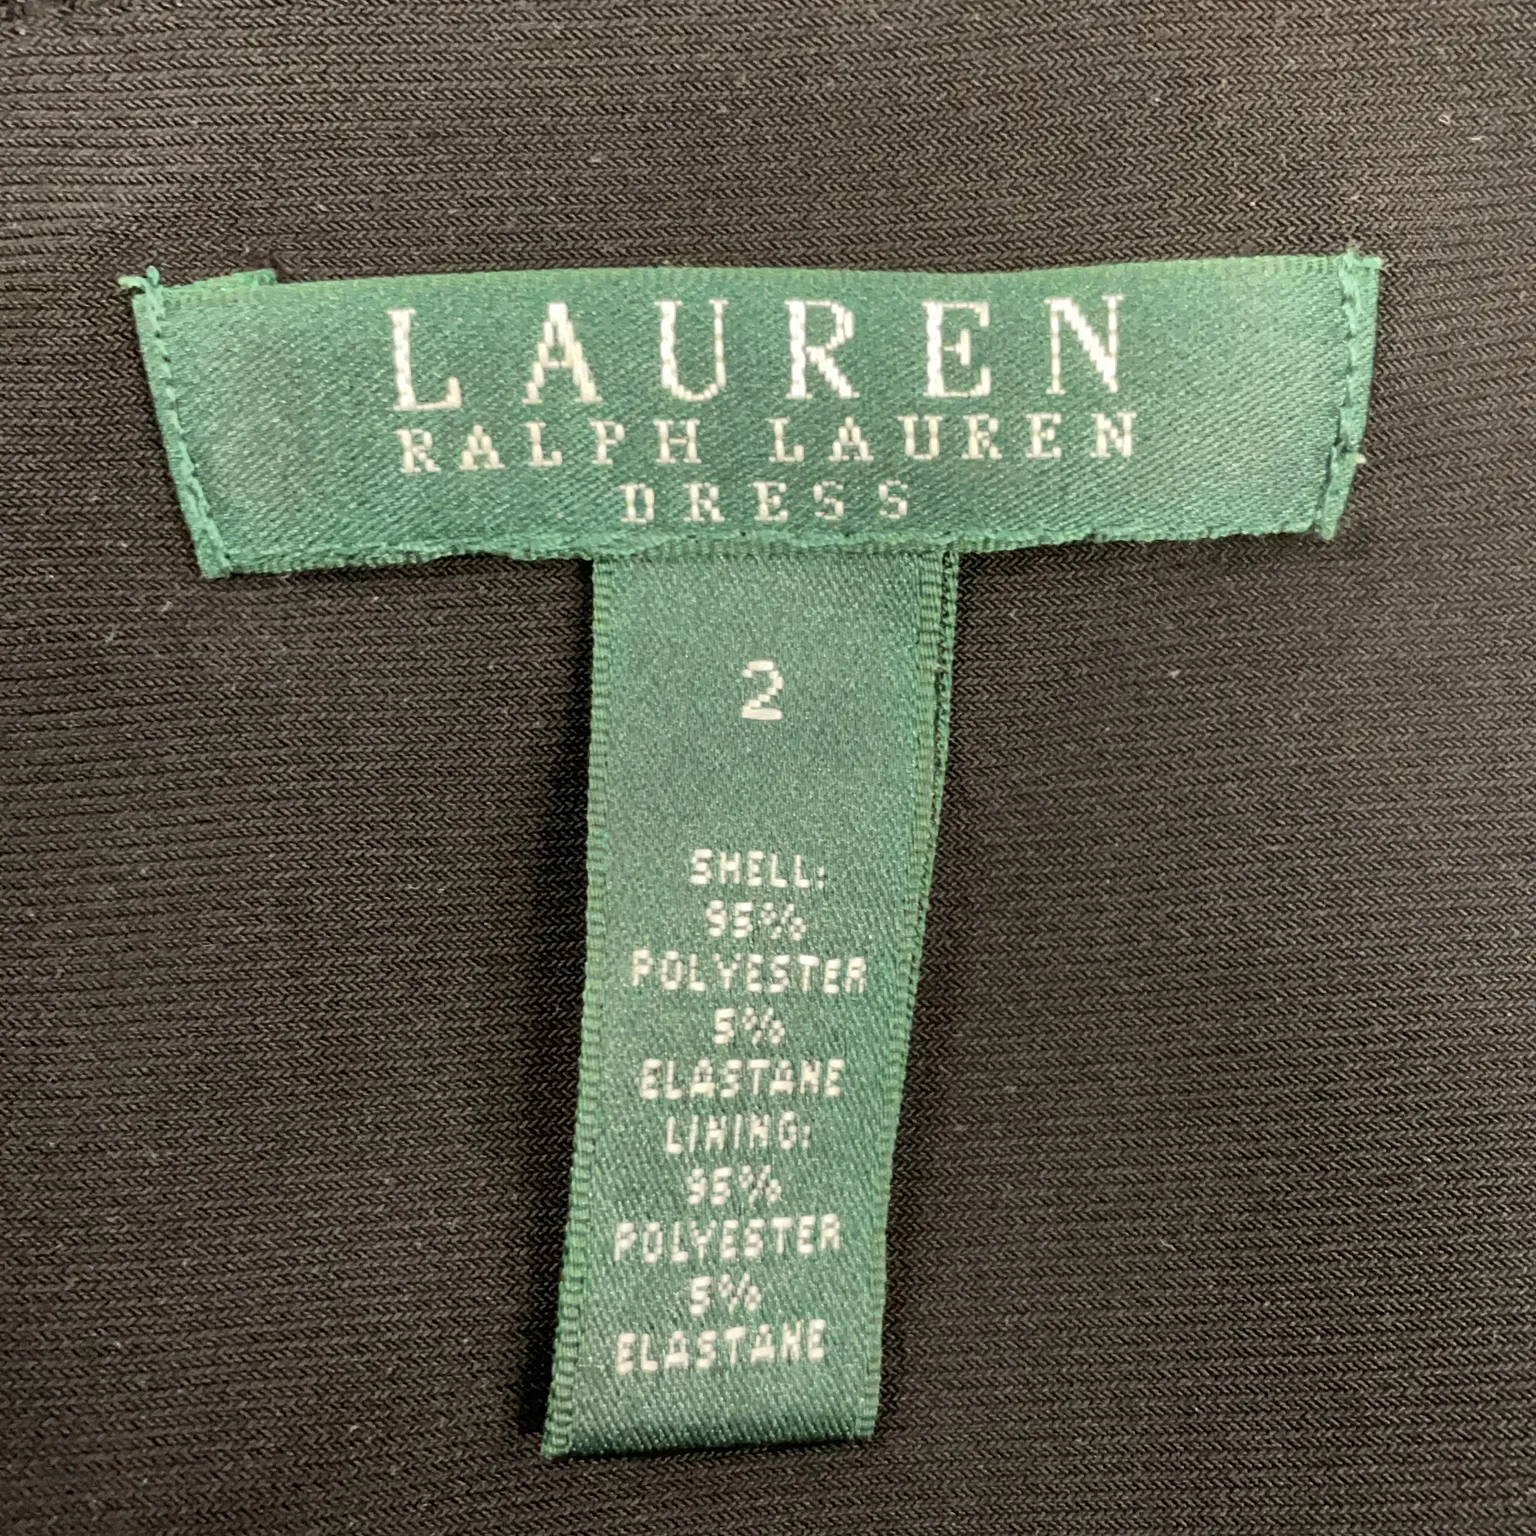 LAUREN
RALPH LAUREN
DRESS
2
SHELL:
95%
POLYESTER
5%
ELASTANE
LINING:
95%
POLYESTER
5%
ELASTANE